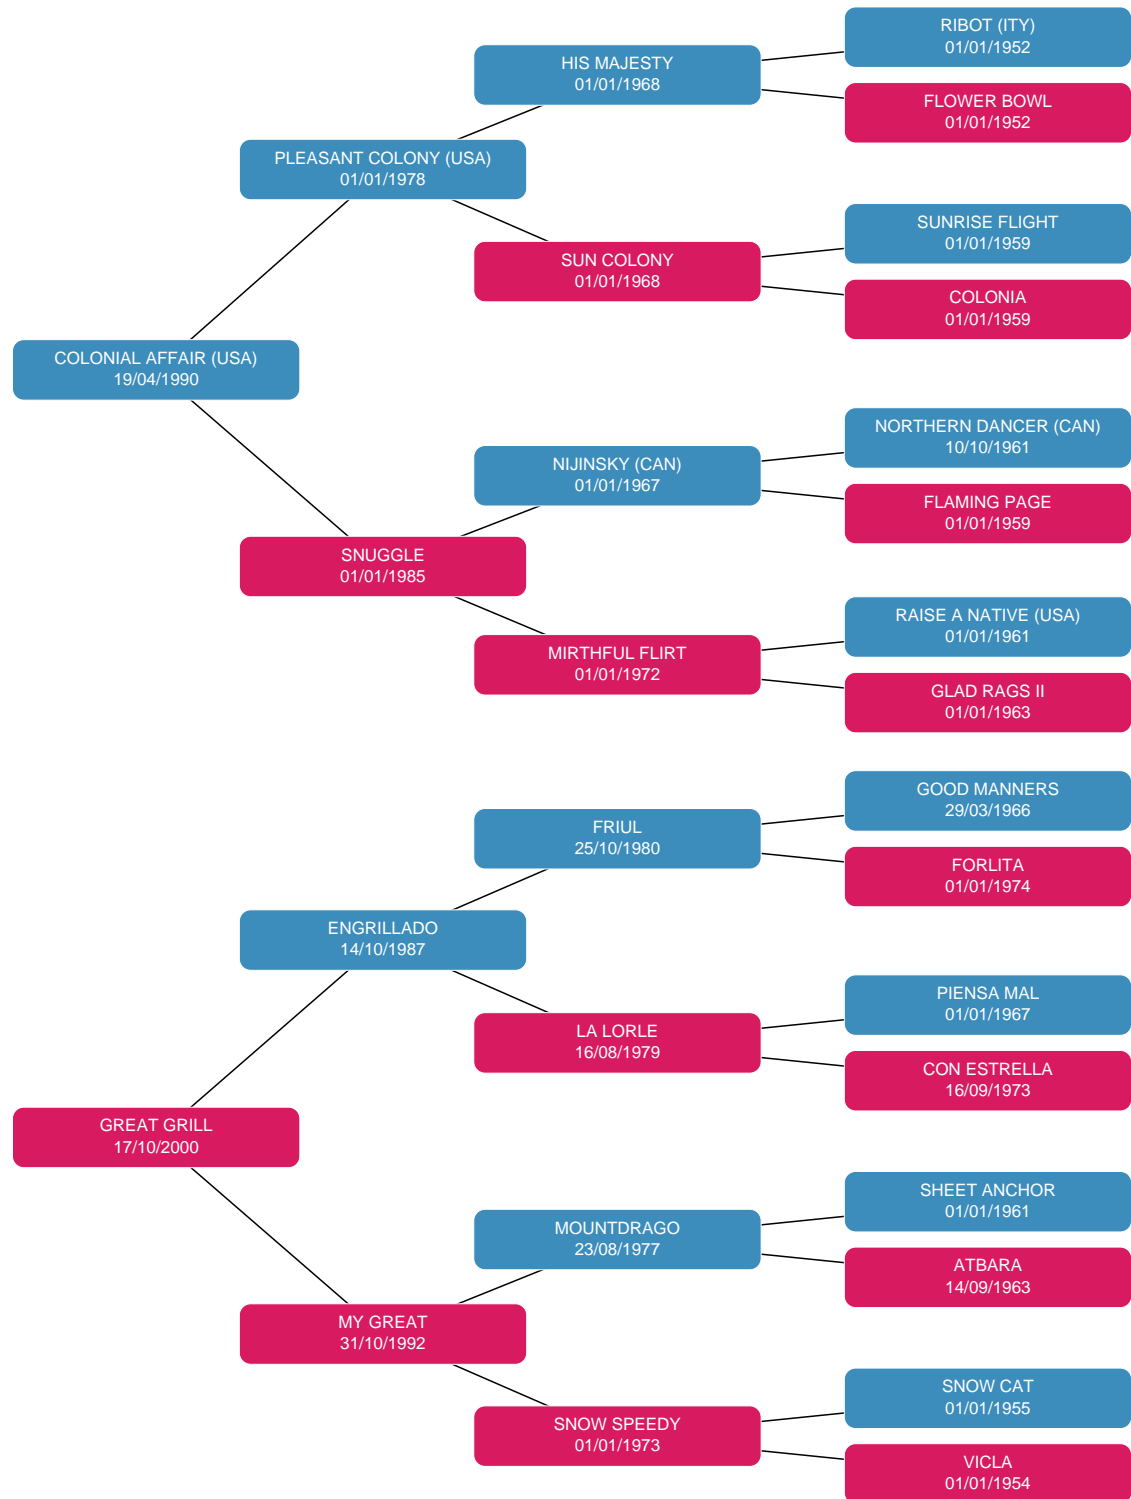 RIBOT (ITY)
01/01/1952
HIS MAJESTY
01/01/1968
FLOWER BOWL
01/01/1952
PLEASANT COLONY (USA)
01/01/1978
SUNRISE FLIGHT
01/01/1959
SUN COLONY
01/01/1968
COLONIA
01/01/1959
COLONIAL AFFAIR (USA)
19/04/1990
NORTHERN DANCER (CAN)
10/10/1961
NIJINSKY (CAN)
01/01/1967
FLAMING PAGE
01/01/1959
SNUGGLE
01/01/1985
RAISE A NATIVE (USA)
01/01/1961
MIRTHFUL FLIRT
01/01/1972
GLAD RAGS II
01/01/1963
GOOD MANNERS
29/03/1966
FRIUL
25/10/1980
FORLITA
01/01/1974
ENGRILLADO
14/10/1987
PIENSA MAL
01/01/1967
LA LORLE
16/08/1979
CON ESTRELLA
16/09/1973
GREAT GRILL
17/10/2000
SHEET ANCHOR
01/01/1961
MOUNTDRAGO
23/08/1977
ATBARA
14/09/1963
MY GREAT
31/10/1992
SNOW CAT
01/01/1955
SNOW SPEEDY
01/01/1973
VICLA
01/01/1954